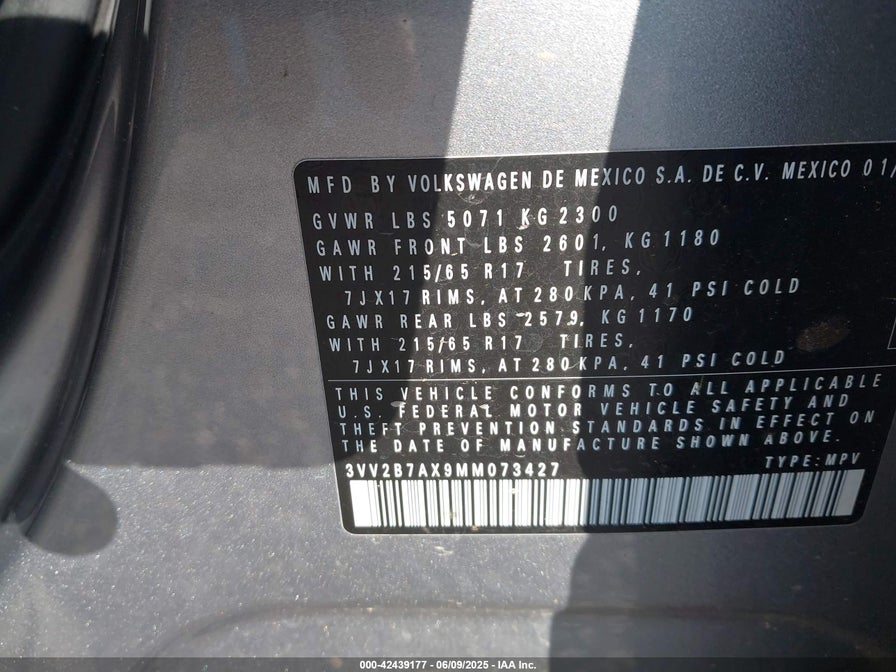 MFD BY VOLKSWAGEN DE MEXICO S.A. DE C.V. MEXICO 01/
GVWR LBS 5071 KG 2300
GAWR FRONT LBS 2601, KG 1180
WITH 215/65 R17 TIRES,
7JX17 RIMS, AT 280 KPA, 41 PSI COLD
GAWR REAR LBS 2579, KG 1170
WITH 215/65 R17 TIRES,
7JX17 RIMS, AT 280 KPA, 41 PSI COLD
THIS VEHICLE CONFORMS TO ALL APPLICABLE
U.S. FEDERAL MOTOR VEHICLE SAFETY AND
THEFT PREVENTION STANDARDS IN EFFECT ON
THE DATE OF MANUFACTURE SHOWN ABOVE.
3VV2B7AX9MM073427 TYPE: MPV
000-42439177 | 06/09/2025 | IAA Inc.